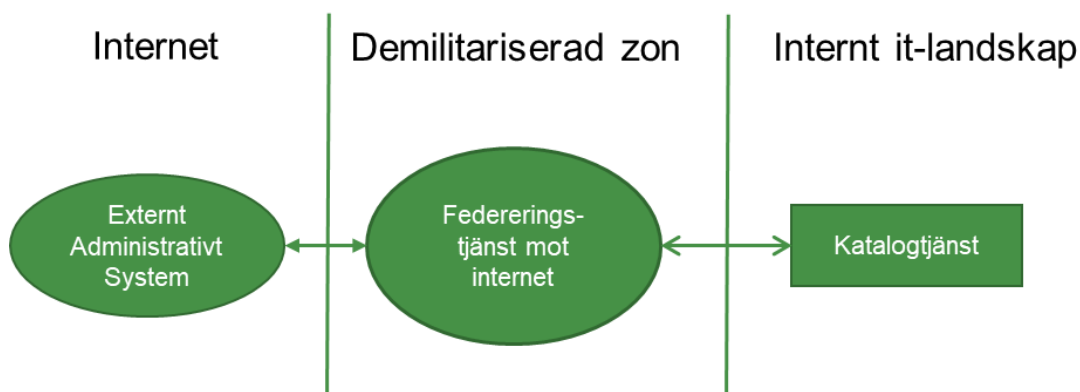 Internet
Demilitariserad zon
Internt it-landskap
Externt
Administrativt
System
Federerings-
tjänst mot
internet
Katalogtjänst